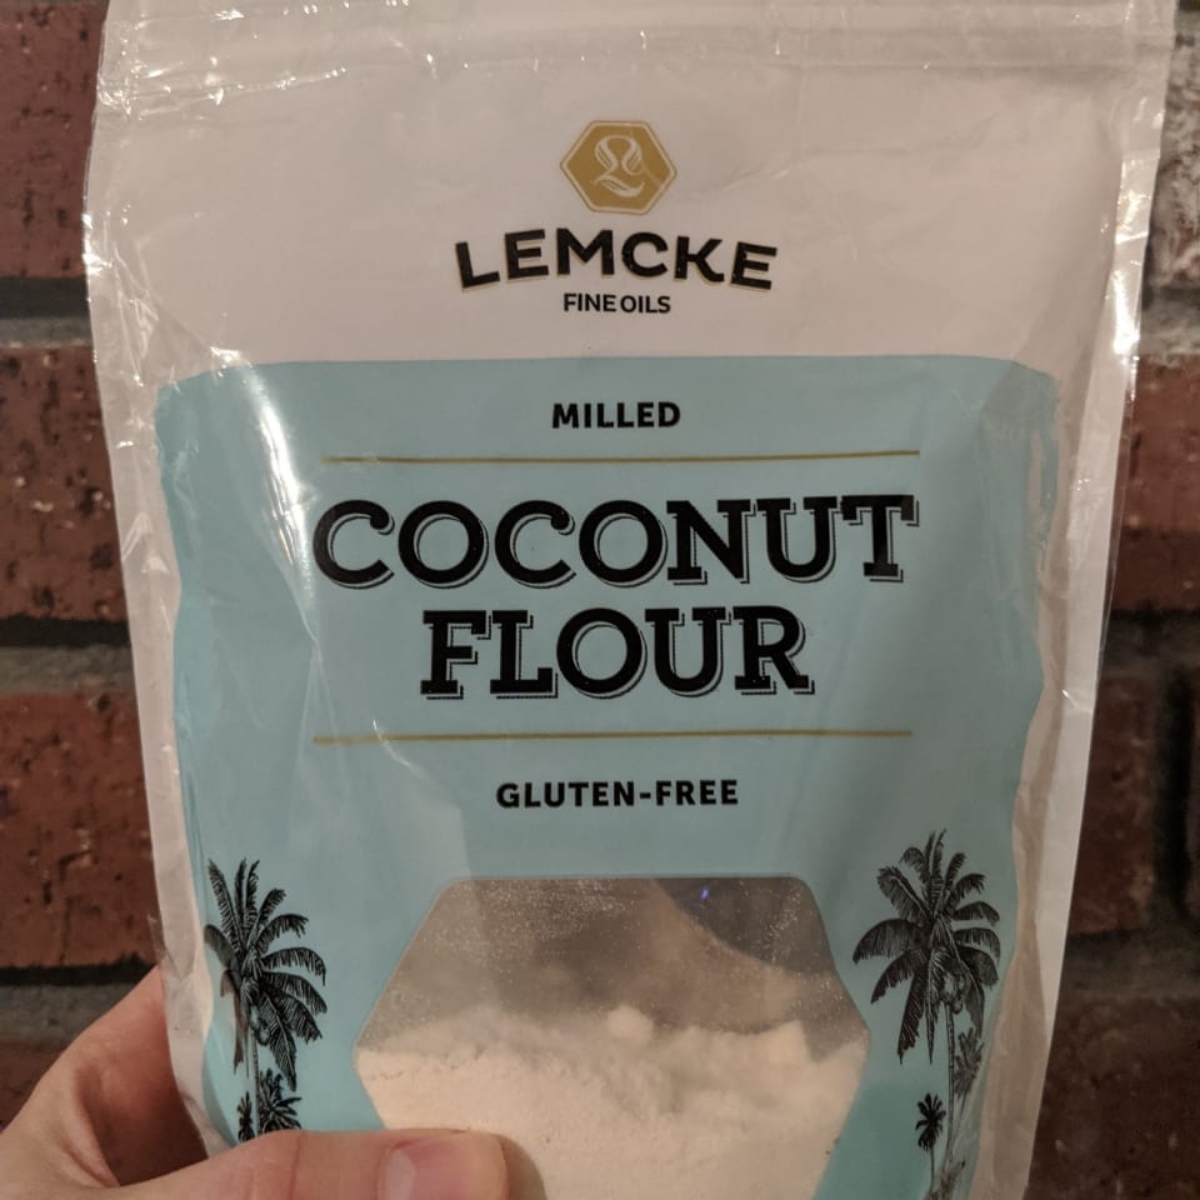 LEMCKE
FINE OILS
MILLED
COCONUT
FLOUR
GLUTEN-FREE